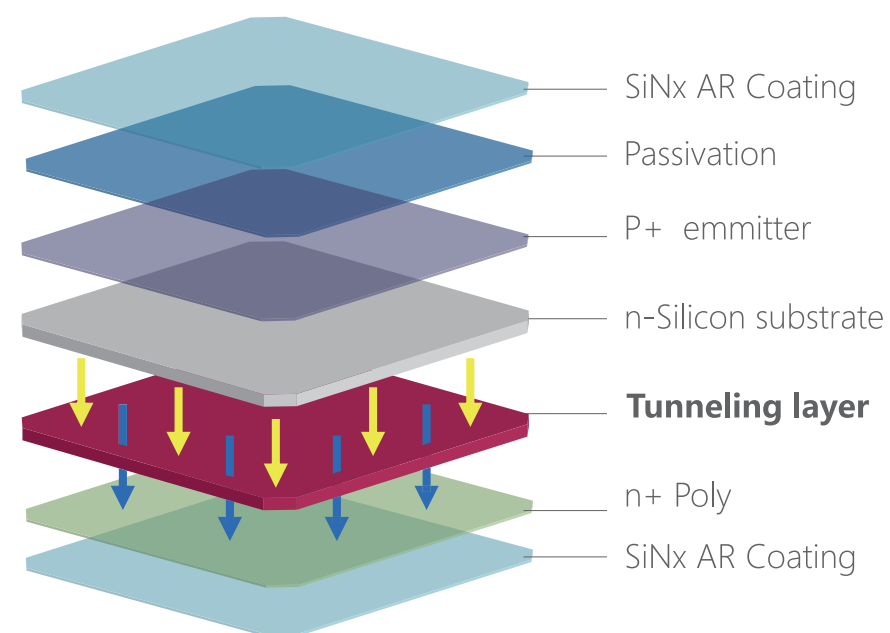 SiNx AR Coating
Passivation
P+ emmitter
n-Silicon substrate
Tunneling layer
n+ Poly
SiNx AR Coating